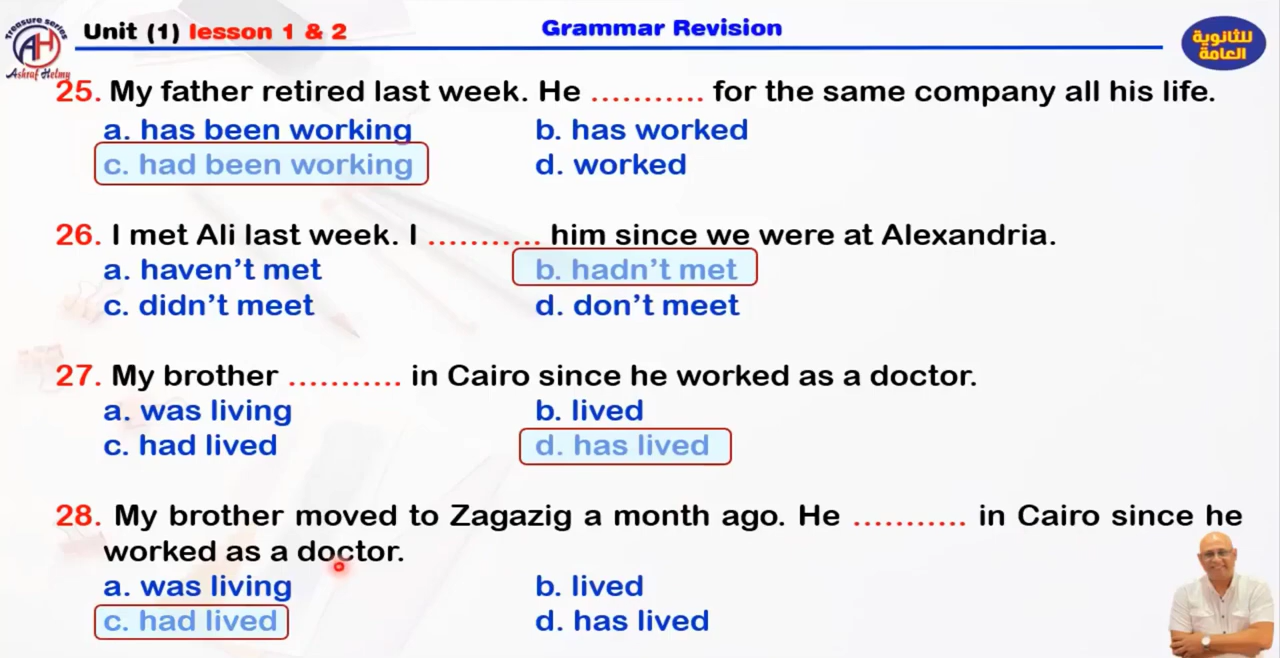 Treasure series
AH
Ashraf Helmy
Unit (1) lesson 1 & 2
Grammar Revision
للثانوية
العامة
25. My father retired last week. He ........... for the same company all his life.
a. has been working b. has worked
c. had been working d. worked
26. I met Ali last week. I ........... him since we were at Alexandria.
a. haven’t met b. hadn’t met
c. didn’t meet d. don’t meet
27. My brother ........... in Cairo since he worked as a doctor.
a. was living b. lived
c. had lived d. has lived
28. My brother moved to Zagazig a month ago. He ........... in Cairo since he
worked as a doctor.
a. was living b. lived
c. had lived d. has lived